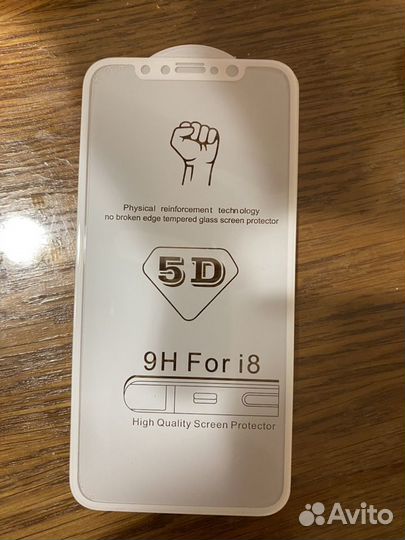 Physical reinforcement technology
no broken edge tempered glass screen protector
5D
9H For i8
High Quality Screen Protector
Avito